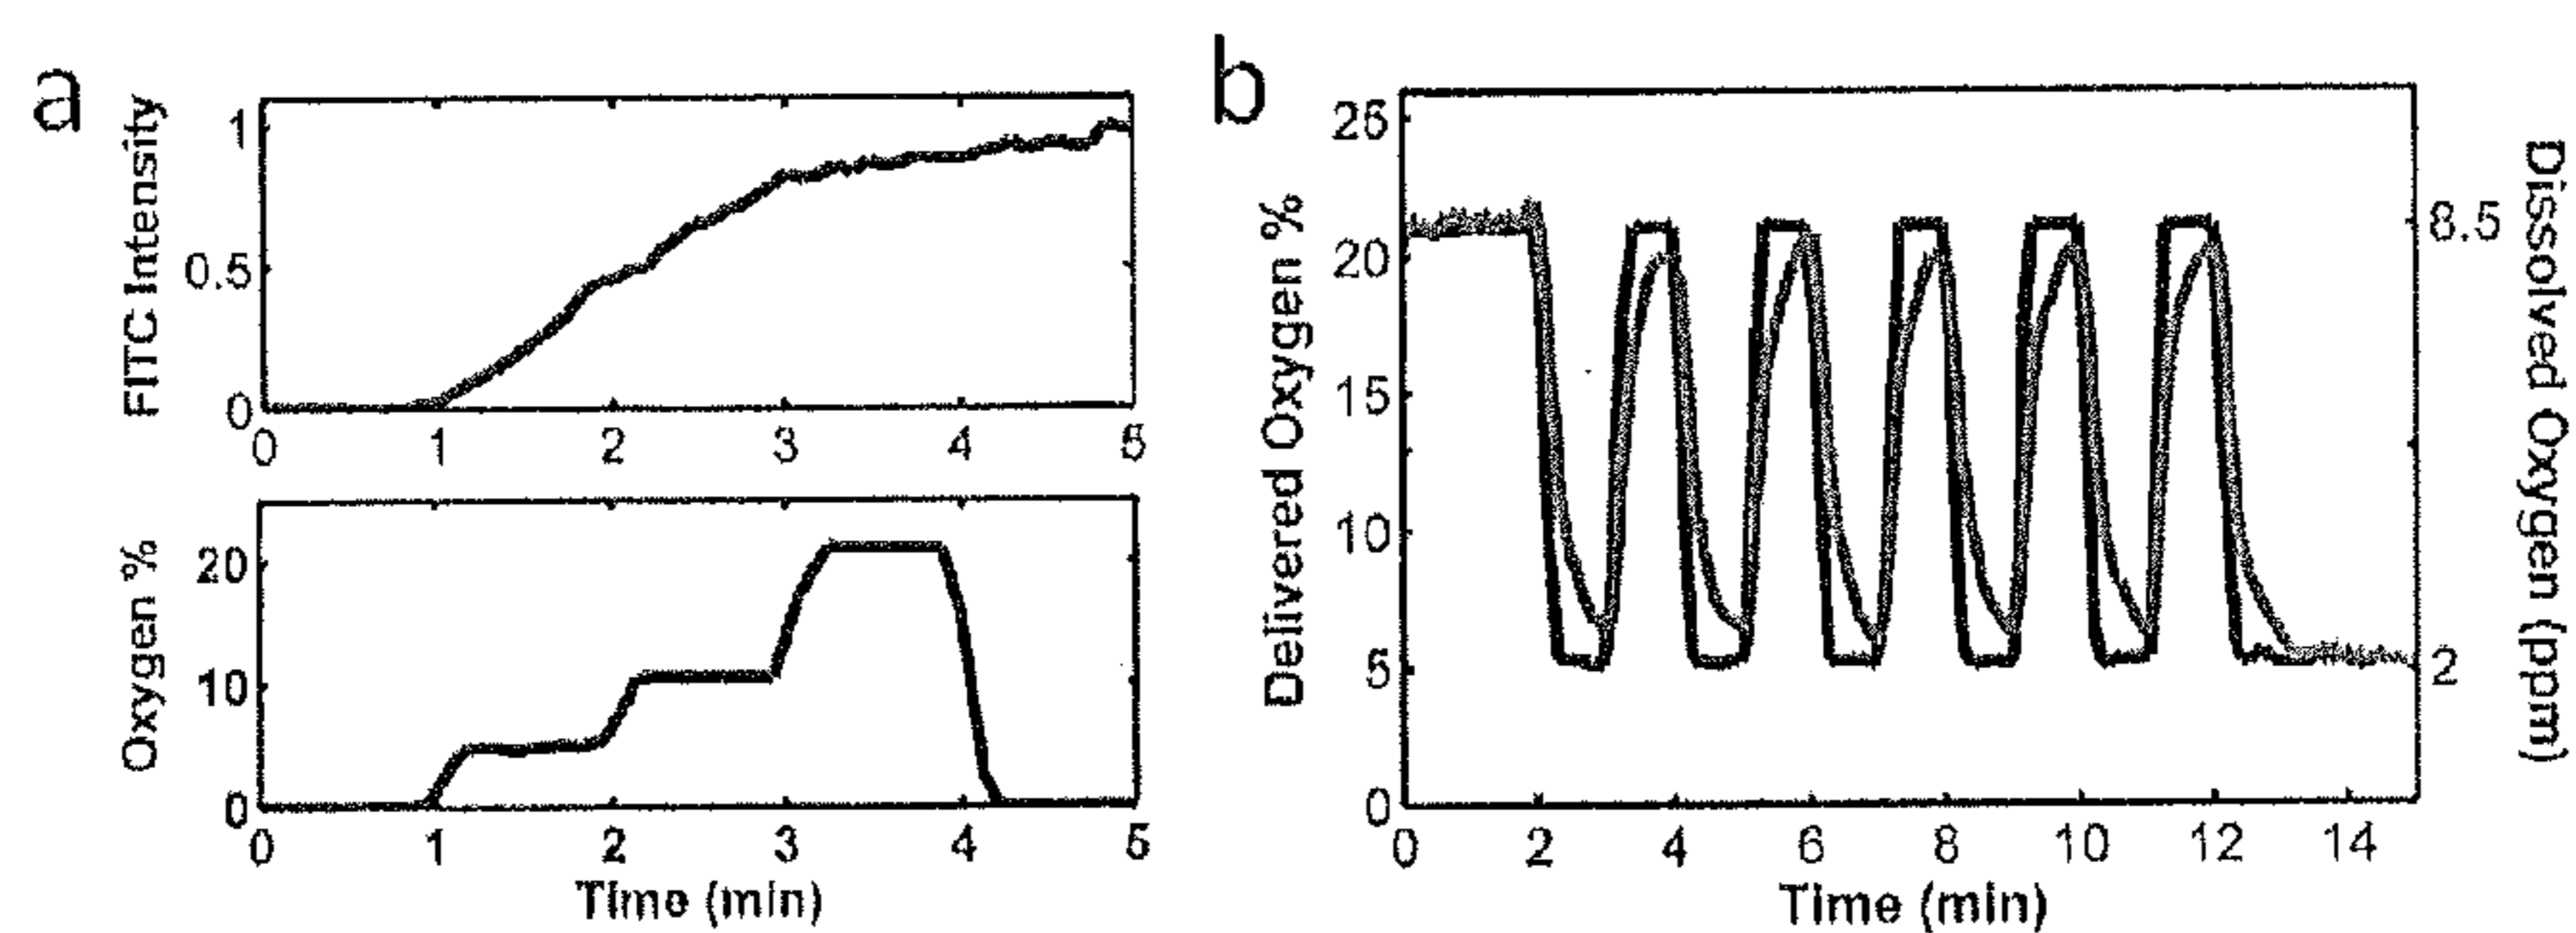 a
FITC Intensity
1
0.5
0
0 1 2 3 4 5
Oxygen %
20
10
0
0 1 2 3 4 5
Time (min)
b
Delivered Oxygen %
25
20
15
10
5
0
0 2 4 6 8 10 12 14
Time (min)
8.5
2
Dissolved Oxygen (ppm)